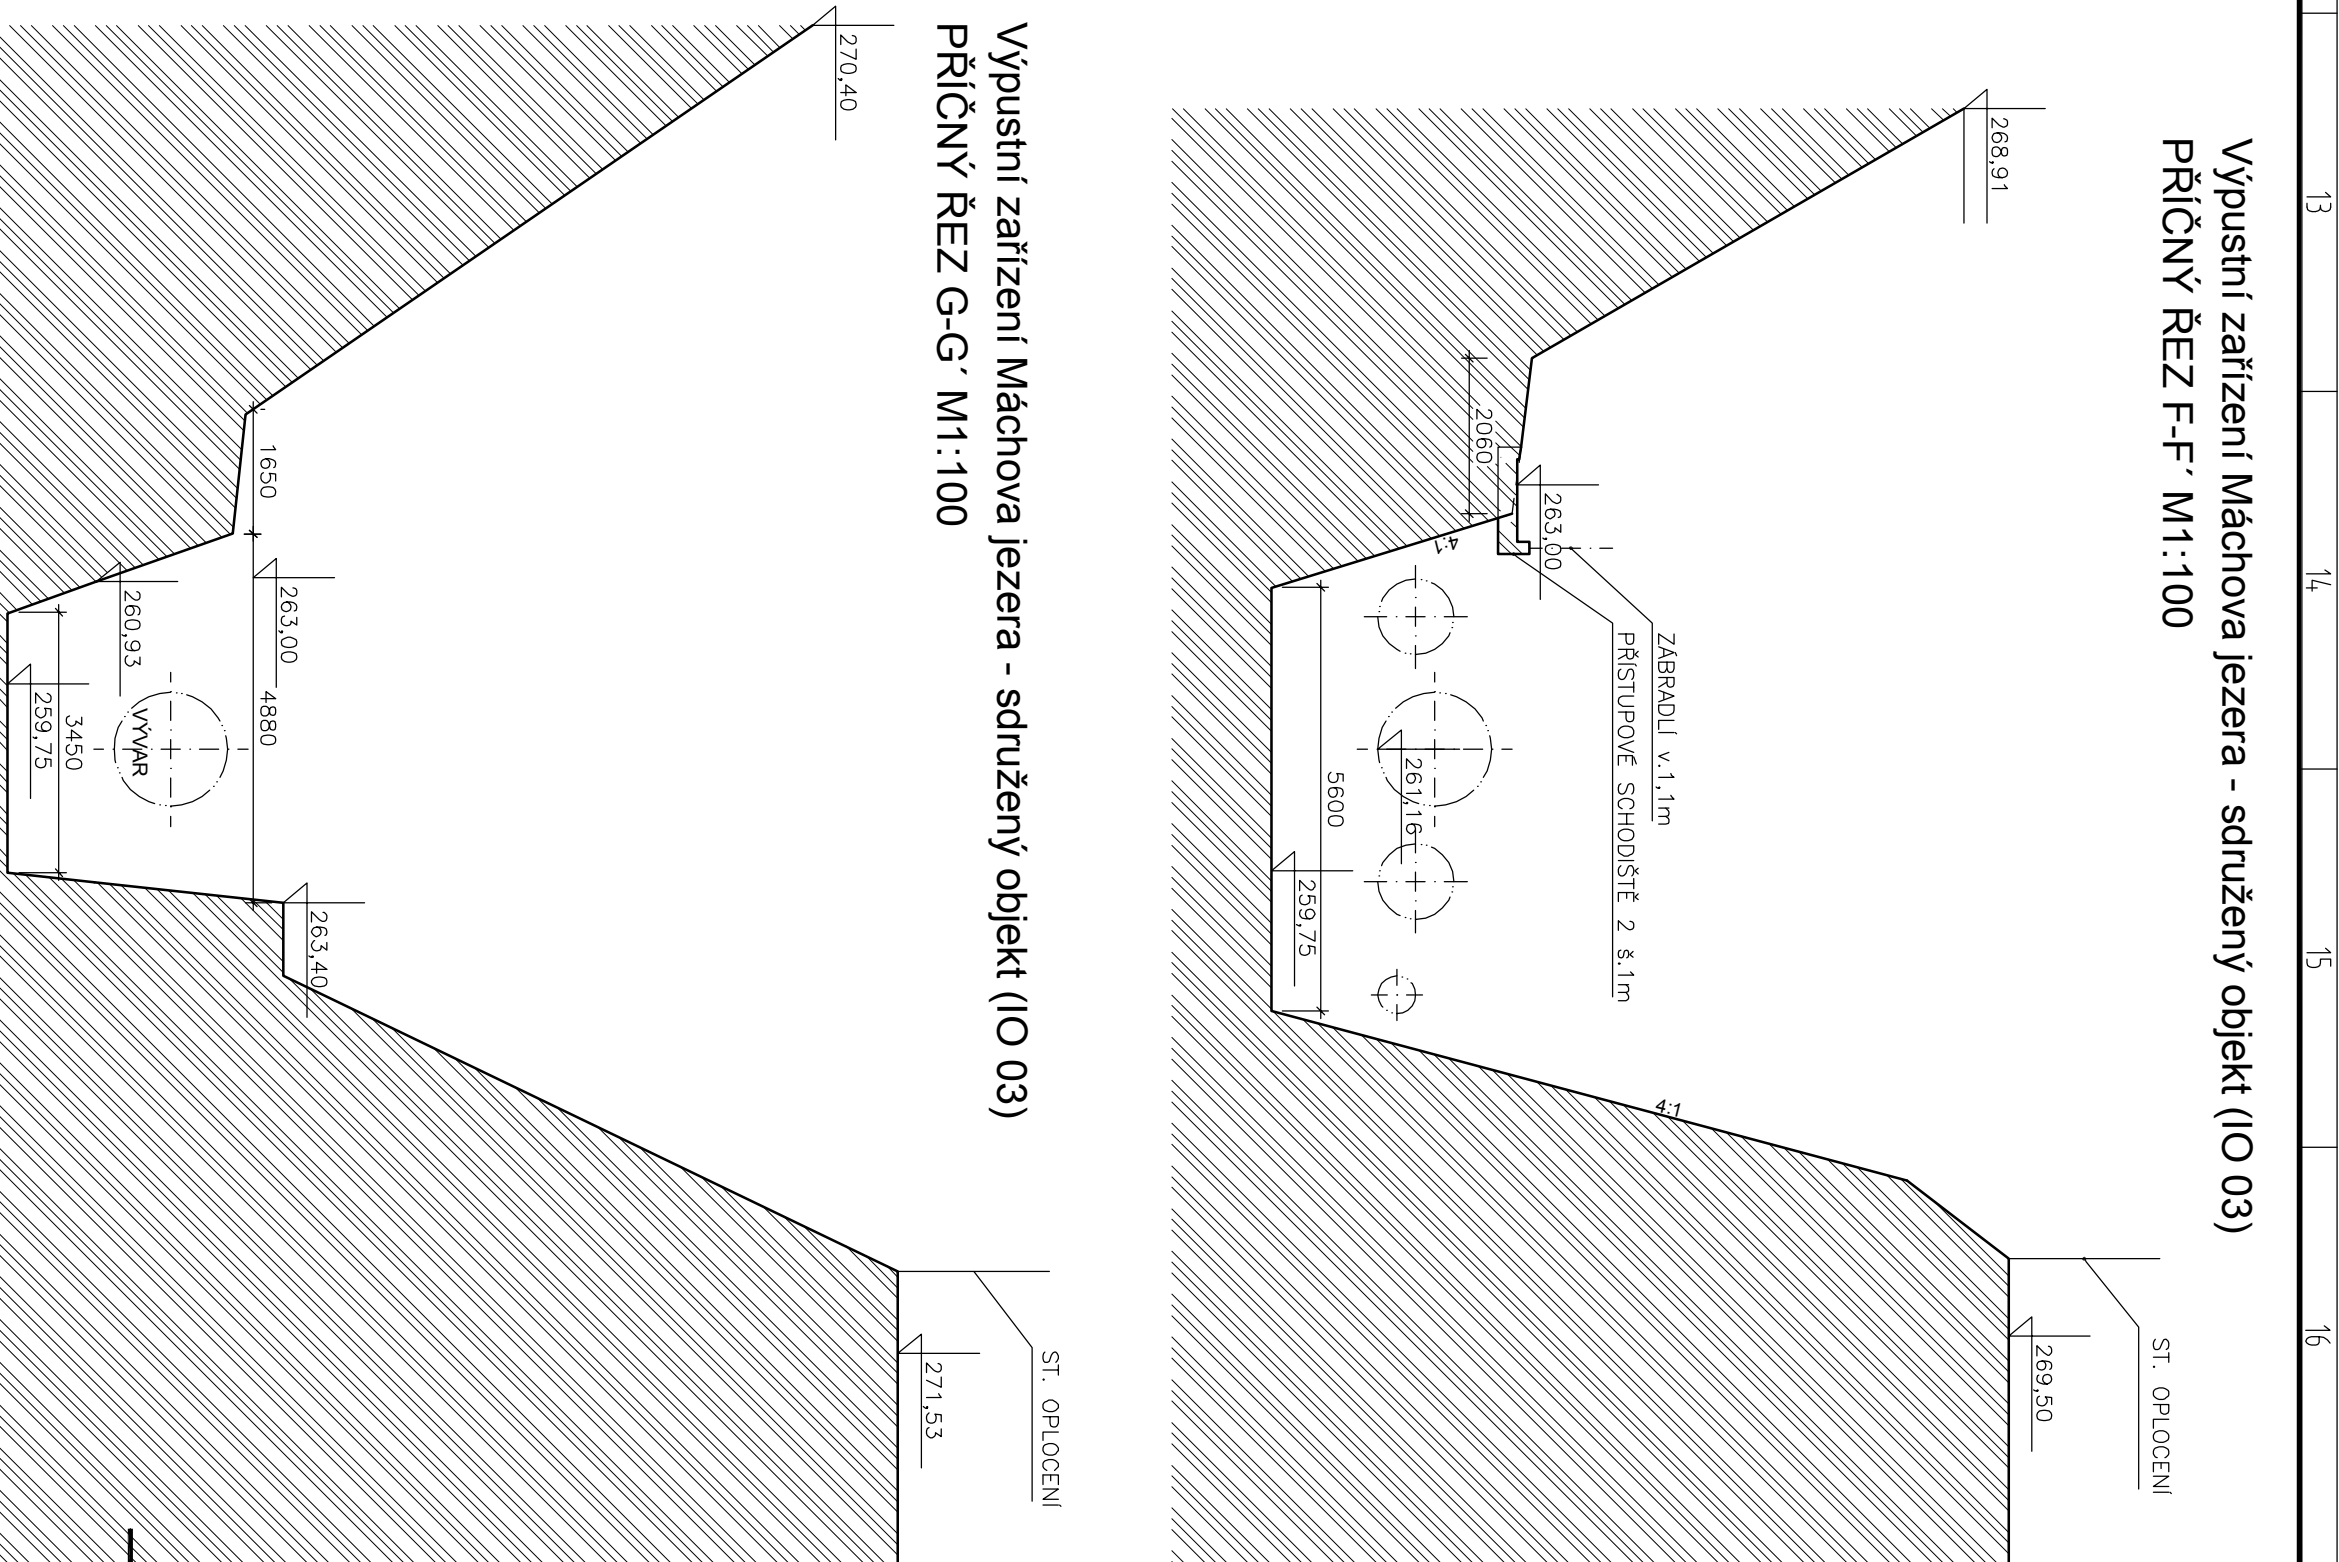 13
14
15
16
Výpustní zařízení Máchova jezera - sdružený objekt (IO 03)
PŘÍČNÝ ŘEZ F-F´ M1:100
ST. OPLOCENÍ
268,91
269,50
ZÁBRADLÍ v.1,1m
PŘÍSTUPOVÉ SCHODIŠTĚ 2 š.1m
4:1
263,00
2060
4:1
261,16
5600
259,75
Výpustní zařízení Máchova jezera - sdružený objekt (IO 03)
PŘÍČNÝ ŘEZ G-G´ M1:100
ST. OPLOCENÍ
270,40
271,53
263,40
263,00
1650
4880
260,93
VÝVAR
3450
259,75